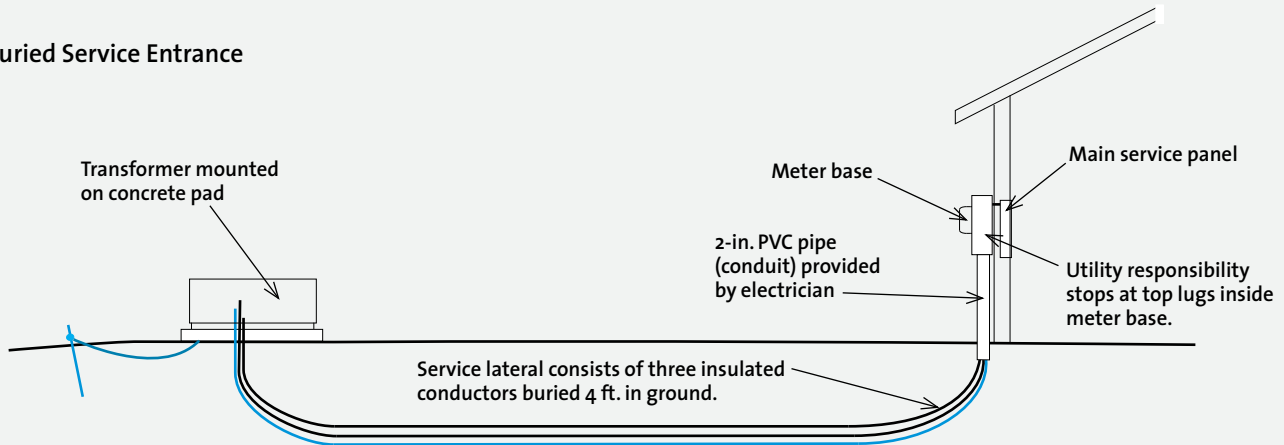 uried Service Entrance
Transformer mounted
on concrete pad
Meter base
Main service panel
2-in. PVC pipe
(conduit) provided
by electrician
Utility responsibility
stops at top lugs inside
meter base.
Service lateral consists of three insulated
conductors buried 4 ft. in ground.